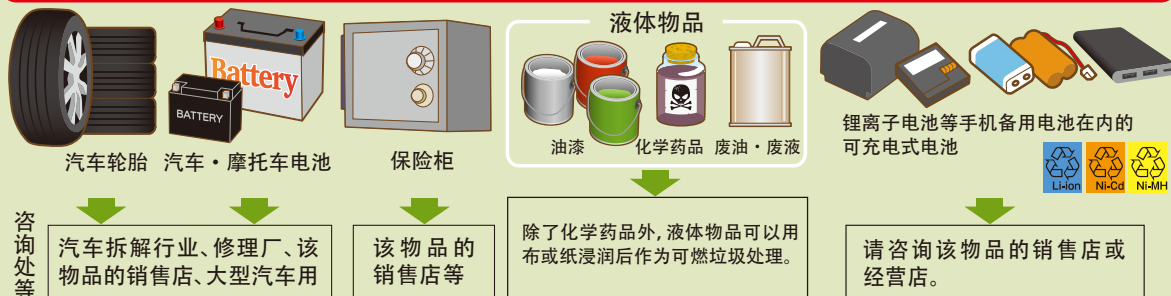 液体物品
Battery
BATTERY
汽车轮胎
汽车・摩托车电池
保险柜
油漆
化学药品
废油・废液
锂离子电池等手机备用电池在内的
可充电式电池
Li-ion
Ni-Cd
Ni-MH
咨询处等
汽车拆解行业、修理厂、该
物品的销售店、大型汽车用
该物品的
销售店等
除了化学药品外,液体物品可以用
布或纸浸润后作为可燃垃圾处理。
请咨询该物品的销售店或
经营店。